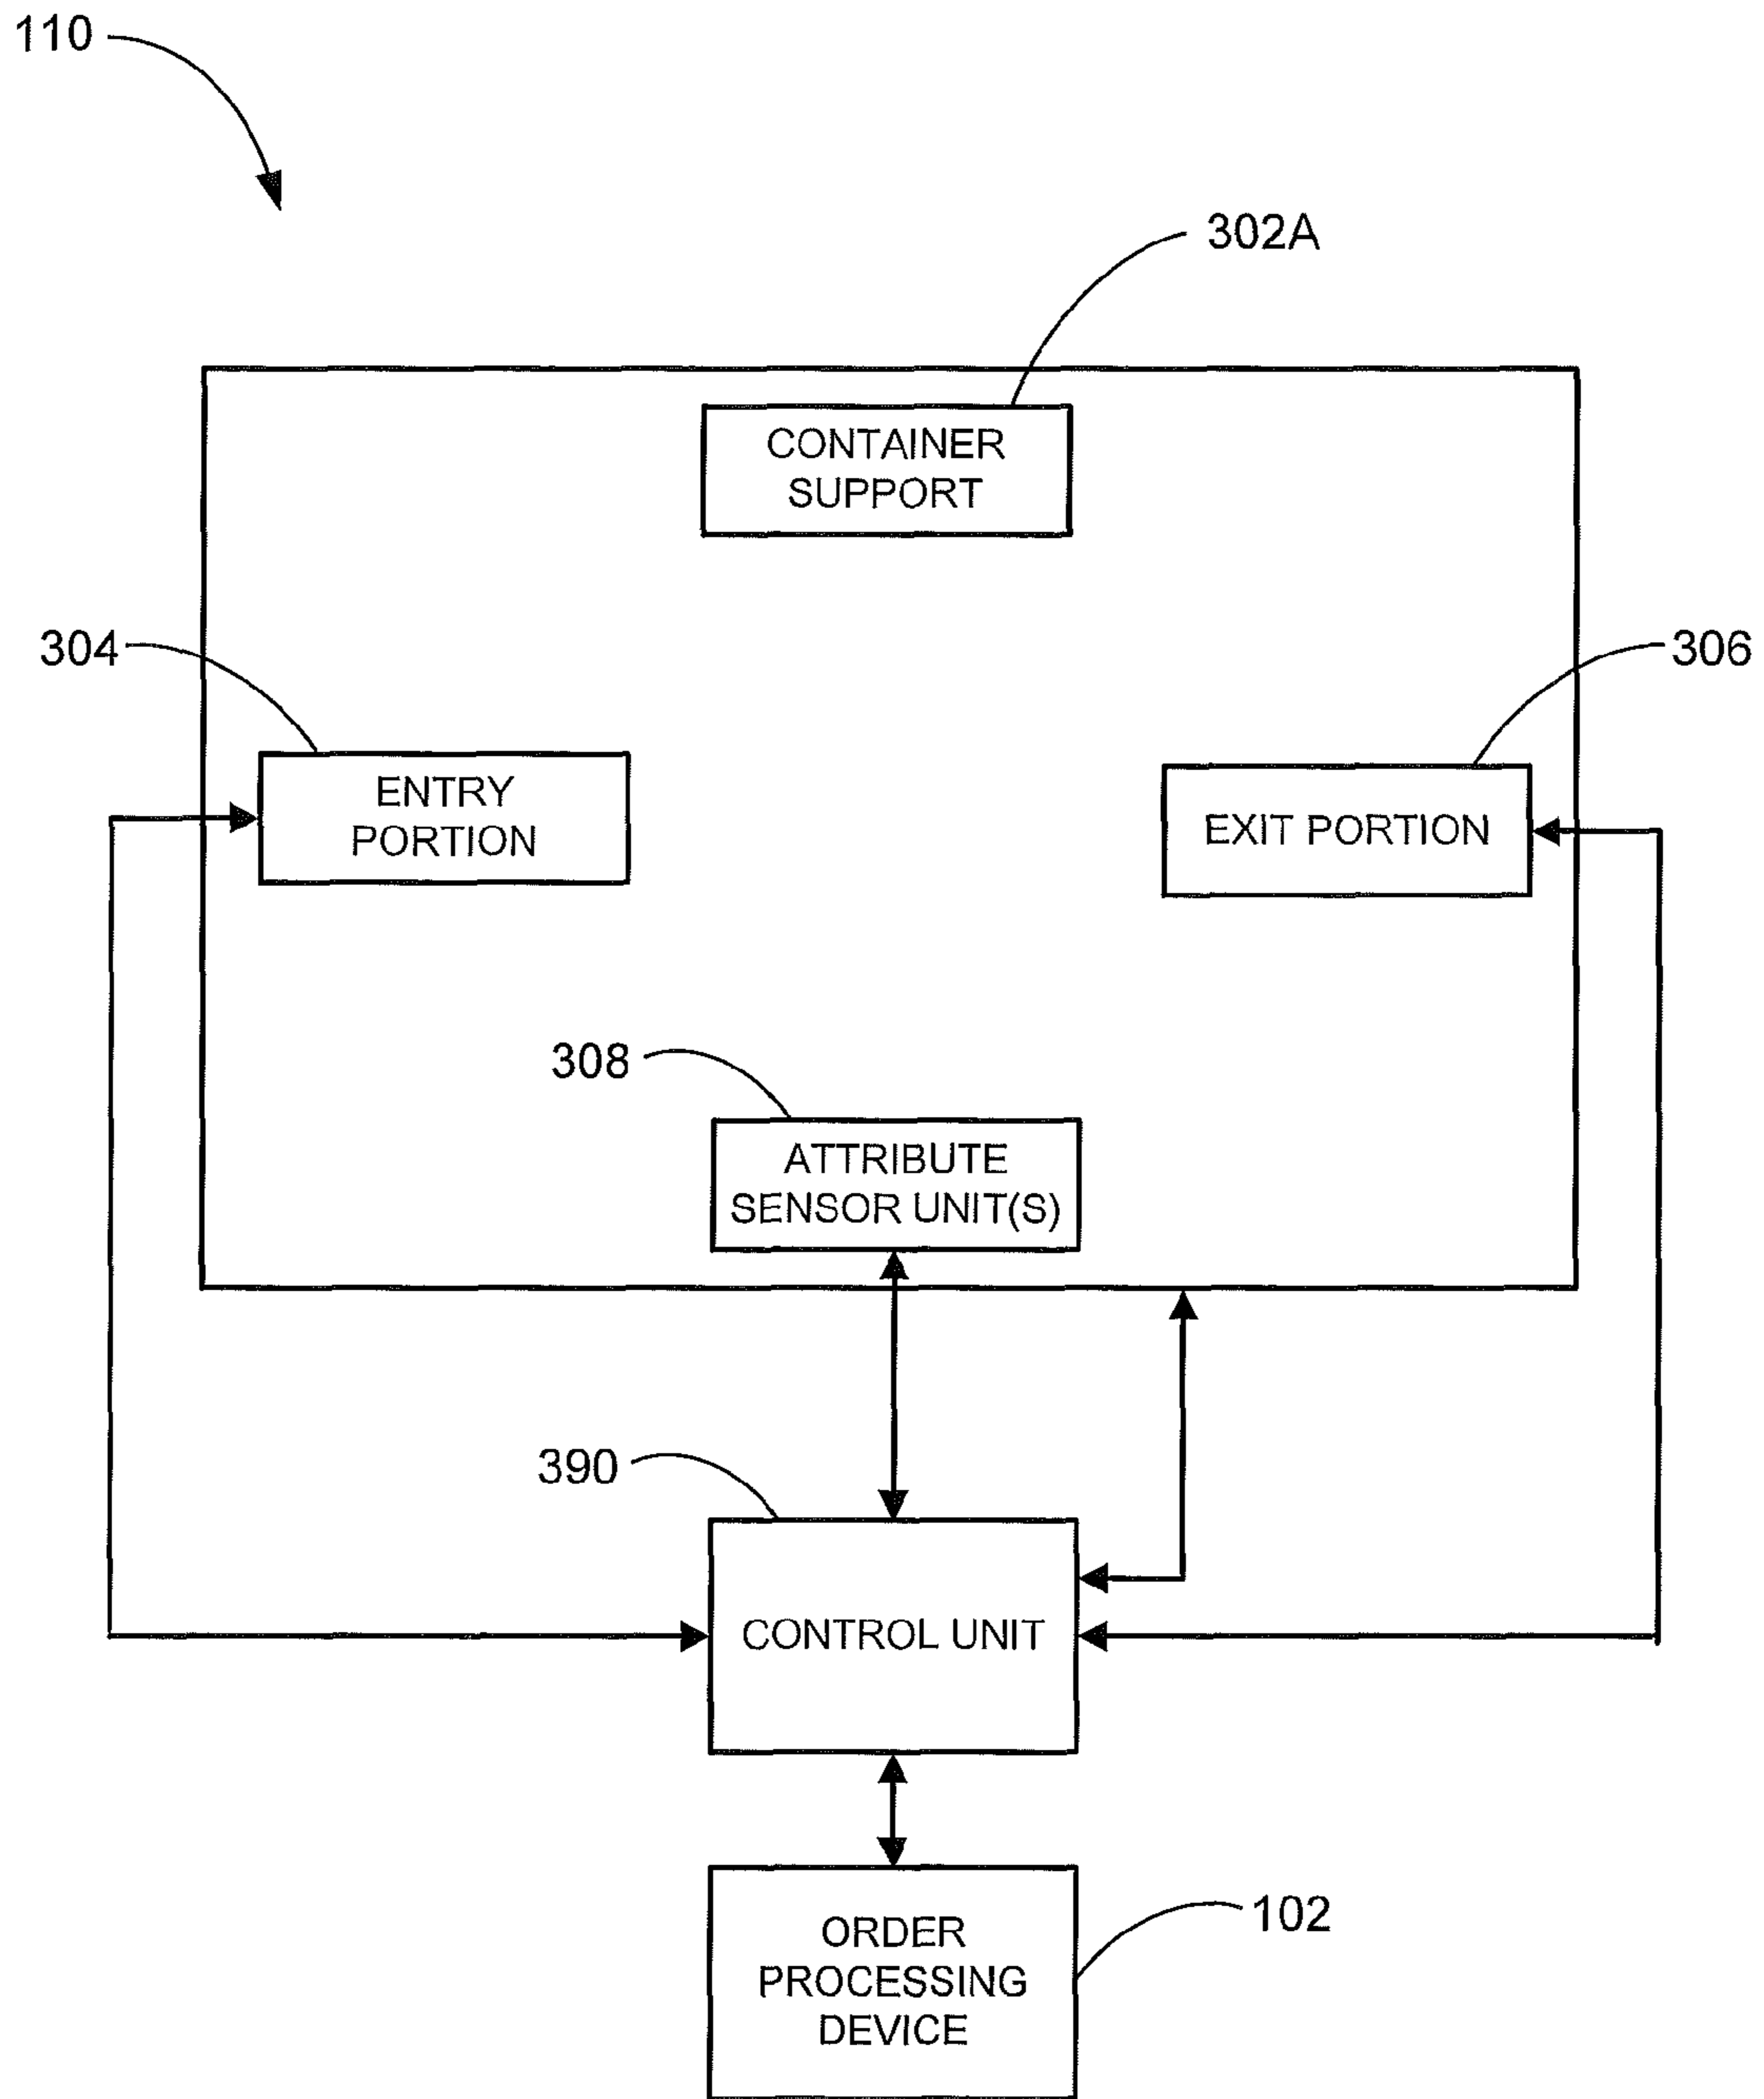 110
302A
CONTAINER
SUPPORT
304
306
ENTRY
PORTION
EXIT PORTION
308
ATTRIBUTE
SENSOR UNIT(S)
390
CONTROL UNIT
102
ORDER
PROCESSING
DEVICE